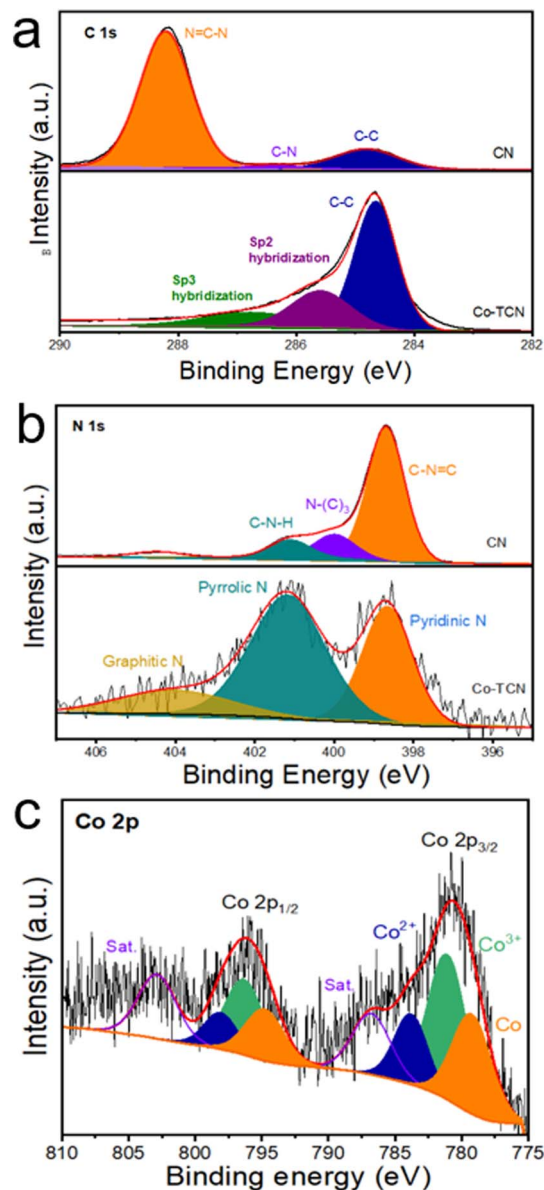 a
C 1s
N=C-N
C-N
C-C
CN
C-C
Sp2
hybridization
Sp3
hybridization
Co-TCN
B Intensity (a.u.)
290 288 286 284 282
Binding Energy (eV)
b
N 1s
C-N=C
N-(C)3
C-N-H
CN
Pyrrolic N
Pyridinic N
Graphitic N
Co-TCN
Intensity (a.u.)
406 404 402 400 398 396
Binding Energy (eV)
c
Co 2p
Co 2p3/2
Co 2p1/2
Co2+
Co3+
Sat.
Sat.
Co
Intensity (a.u.)
810 805 800 795 790 785 780 775
Binding energy (eV)